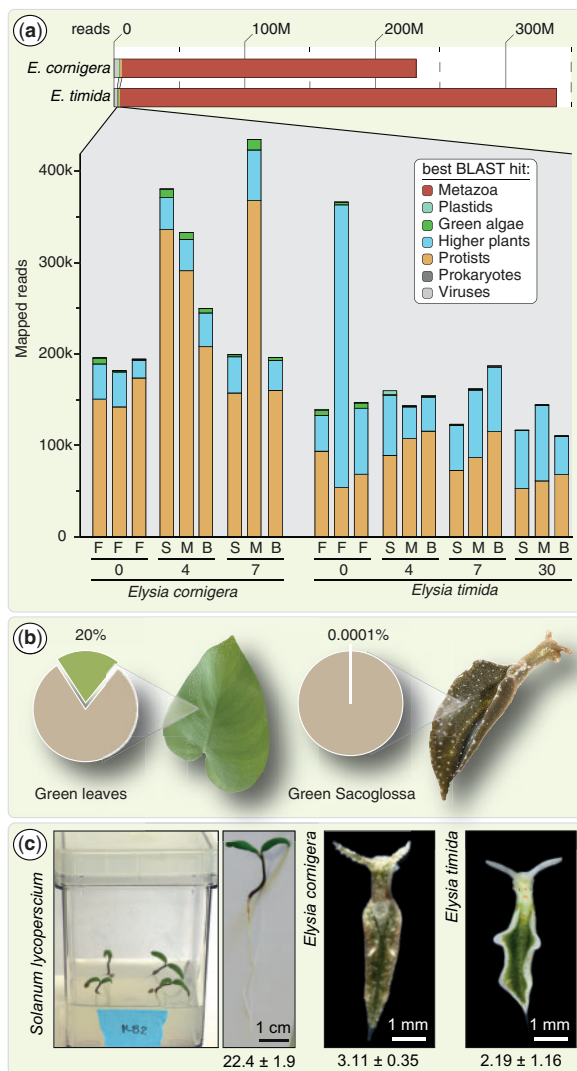 (a)
reads 0 100M 200M 300M
E. cornigera
E. timida
best BLAST hit:
Metazoa
Plastids
Green algae
Higher plants
Protists
Prokaryotes
Viruses
Mapped reads
400k
300k
200k
100k
0
F F F S M B S M B F F F S M B S M B S M B
0 4 7 0 4 7 30
Elysia cornigera Elysia timida
(b)
20% 0.0001%
Green leaves Green Sacoglossa
(c)
Solanum lycoperscium
Elysia cornigera
Elysia timida
M-82
1 cm 1 mm 1 mm
22.4 ± 1.9 3.11 ± 0.35 2.19 ± 1.16